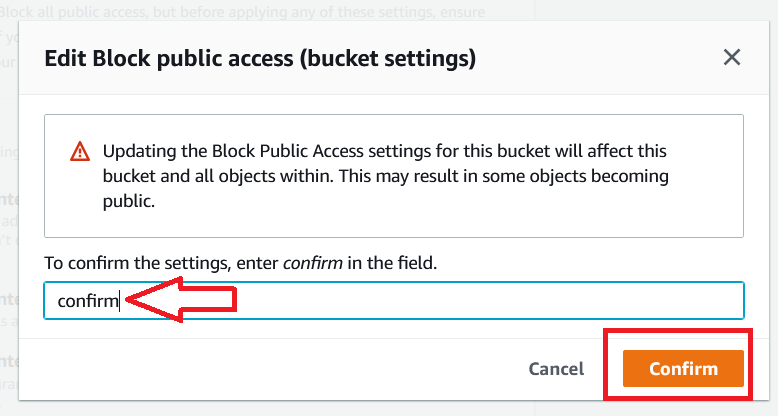 Block all public access, but before applying any of these settings, ensure
Edit Block public access (bucket settings)
Updating the Block Public Access settings for this bucket will affect this
bucket and all objects within. This may result in some objects becoming
public.
To confirm the settings, enter confirm in the field.
confirm
Cancel
Confirm